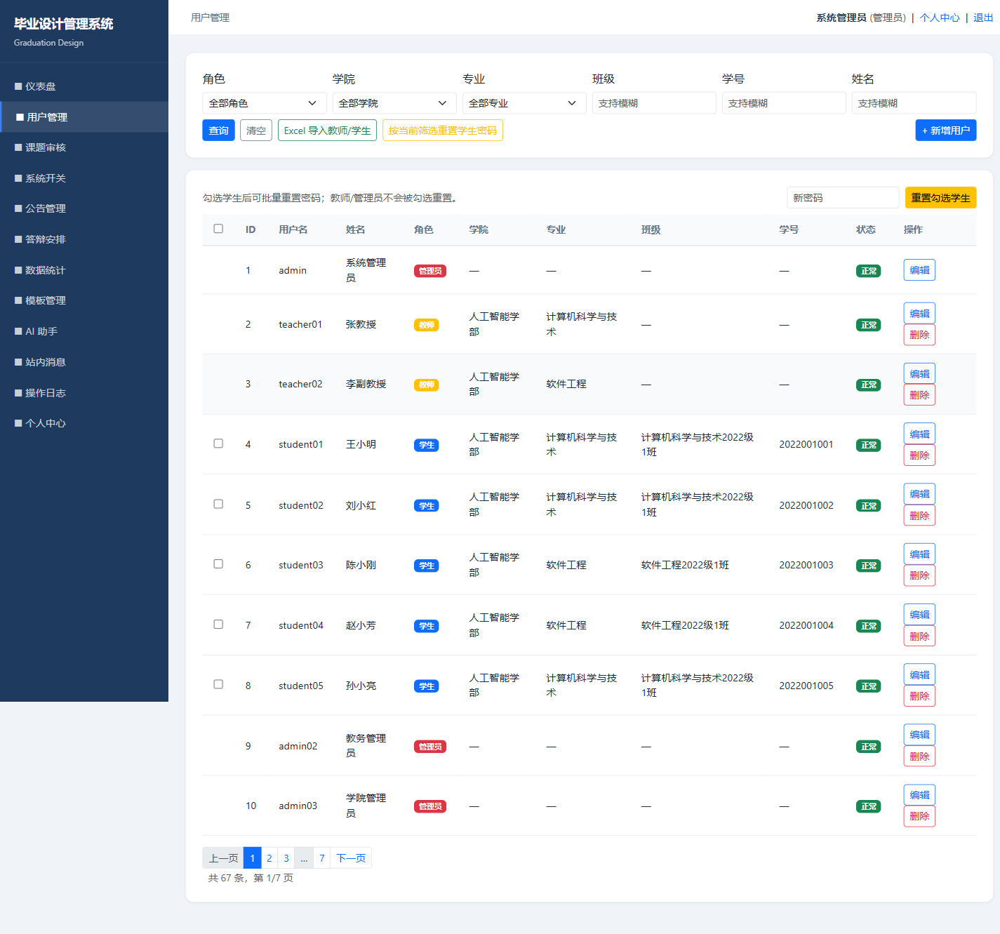 毕业设计管理系统
Graduation Design
仪表盘
用户管理
课题审核
系统开关
公告管理
答辩安排
数据统计
模板管理
AI 助手
站内消息
操作日志
个人中心
用户管理
系统管理员 (管理员) | 个人中心 | 退出
角色 学院 专业 班级 学号 姓名
全部角色 全部学院 全部专业 支持模糊 支持模糊 支持模糊
查询 清空 Excel 导入教师/学生 按当前筛选重置学生密码 + 新增用户
勾选学生后可批量重置密码；教师/管理员不会被勾选重置。 新密码 重置勾选学生
ID 用户名 姓名 角色 学院 专业 班级 学号 状态 操作
1 admin 系统管理员 管理员 — — — — 正常 编辑
2 teacher01 张教授 教师 人工智能学部 计算机科学与技术 — — 正常 编辑 删除
3 teacher02 李副教授 教师 人工智能学部 软件工程 — — 正常 编辑 删除
4 student01 王小明 学生 人工智能学部 计算机科学与技术 计算机科学与技术2022级1班 2022001001 正常 编辑 删除
5 student02 刘小红 学生 人工智能学部 计算机科学与技术 计算机科学与技术2022级1班 2022001002 正常 编辑 删除
6 student03 陈小刚 学生 人工智能学部 软件工程 软件工程2022级1班 2022001003 正常 编辑 删除
7 student04 赵小芳 学生 人工智能学部 软件工程 软件工程2022级1班 2022001004 正常 编辑 删除
8 student05 孙小亮 学生 人工智能学部 计算机科学与技术 计算机科学与技术2022级1班 2022001005 正常 编辑 删除
9 admin02 教务管理员 管理员 — — — — 正常 编辑 删除
10 admin03 学院管理员 管理员 — — — — 正常 编辑 删除
上一页 1 2 3 ... 7 下一页
共 67 条，第 1/7 页